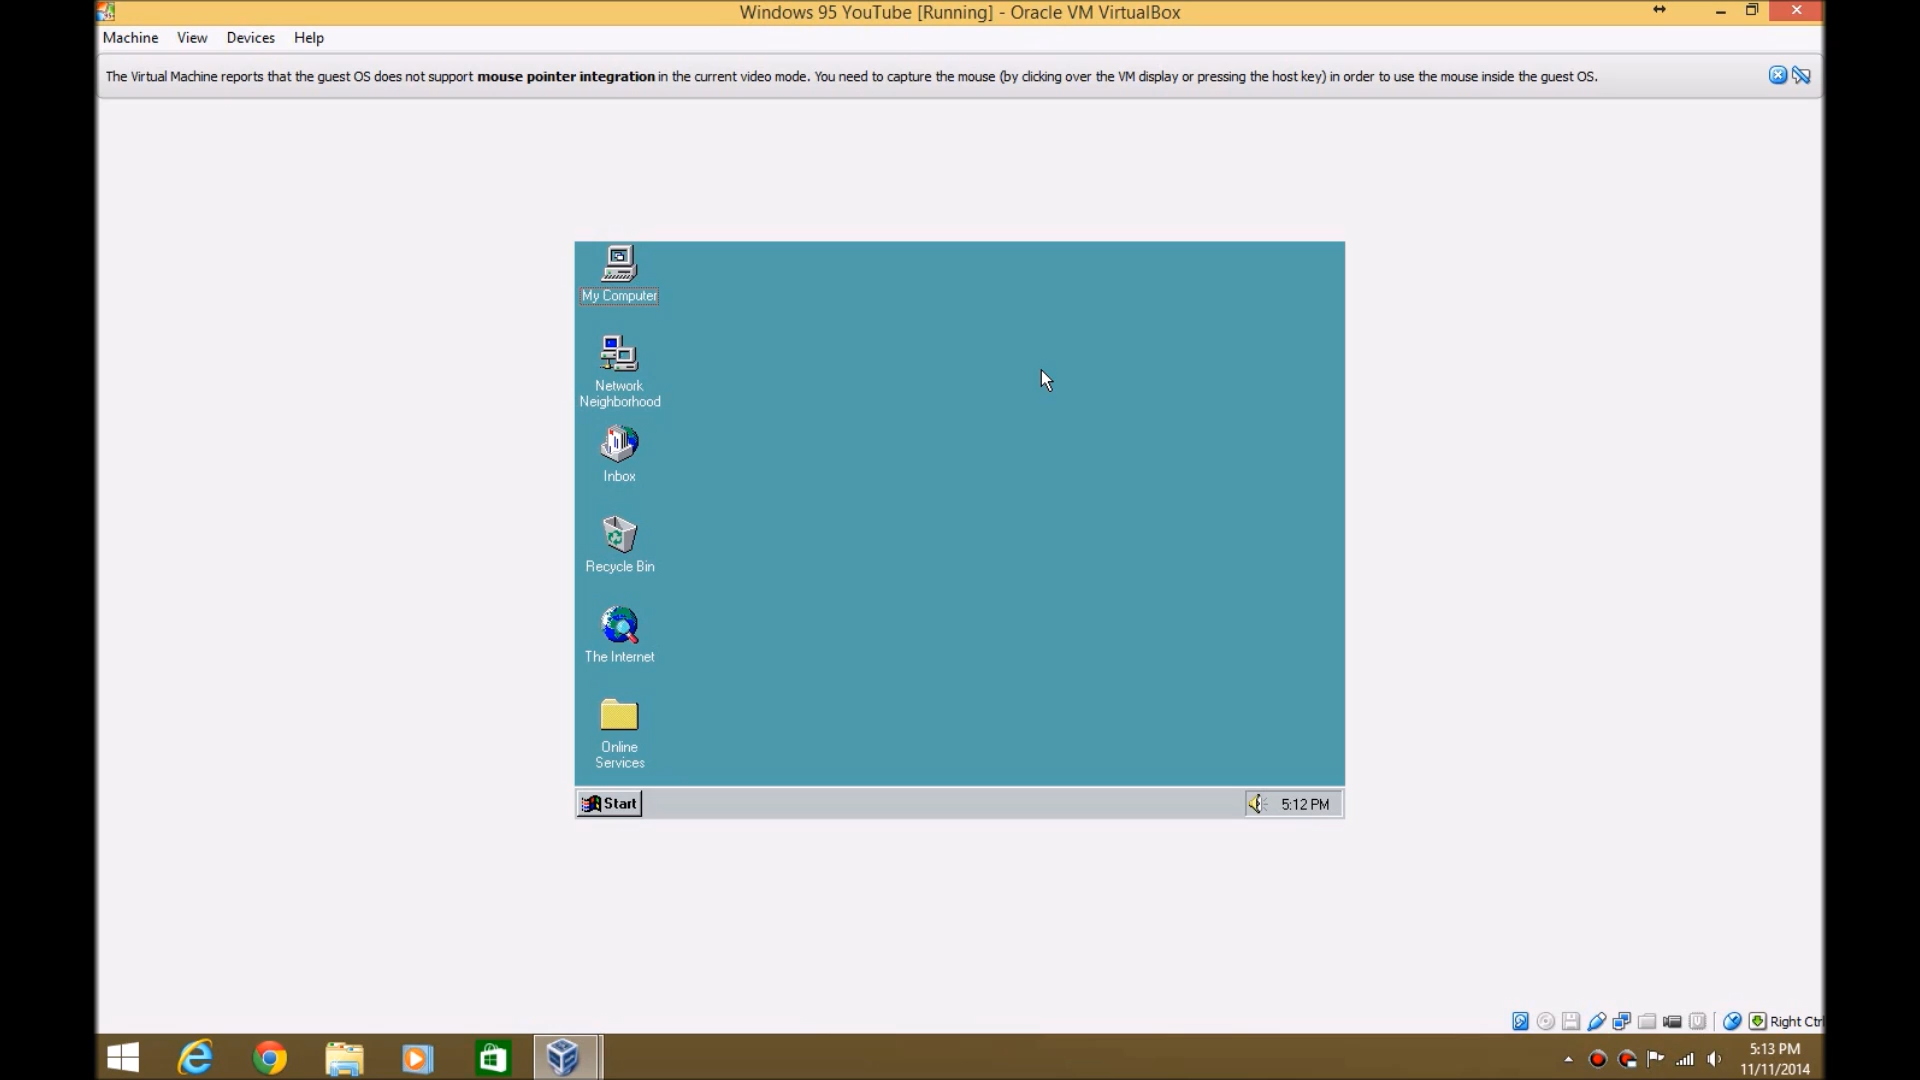 Windows 95 YouTube [Running] - Oracle VM VirtualBox
Machine View Devices Help
The Virtual Machine reports that the guest OS does not support mouse pointer integration in the current video mode. You need to capture the mouse (by clicking over the VM display or pressing the host key) in order to use the mouse inside the guest OS.
My Computer
Network
Neighborhood
Inbox
Recycle Bin
The Internet
Online
Services
Start
5:12 PM
Right Ctrl
5:13 PM
11/11/2014